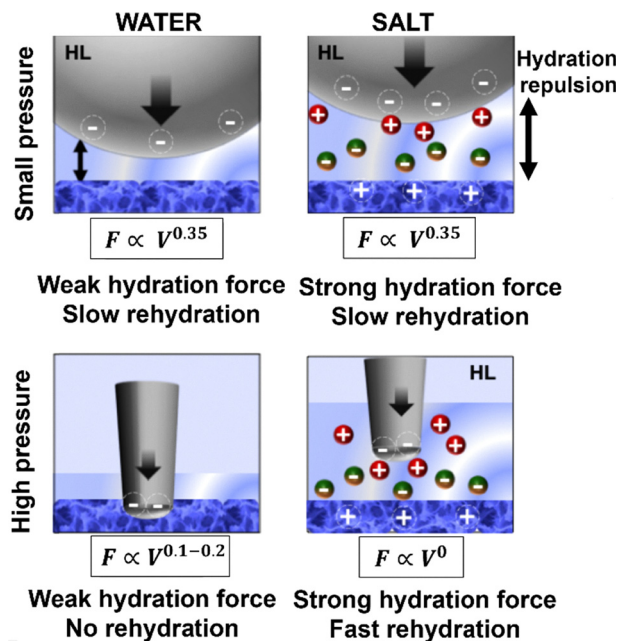 WATER
SALT
Small pressure
HL
HL
Hydration
repulsion
- - -
- - - -
+ + + +
- - - - -
+ + +
F ∝ V^0.35
F ∝ V^0.35
Weak hydration force
Slow rehydration
Strong hydration force
Slow rehydration
High pressure
HL
- -
- -
+ + + + +
- - - - -
+ + +
F ∝ V^0.1−0.2
F ∝ V^0
Weak hydration force
No rehydration
Strong hydration force
Fast rehydration